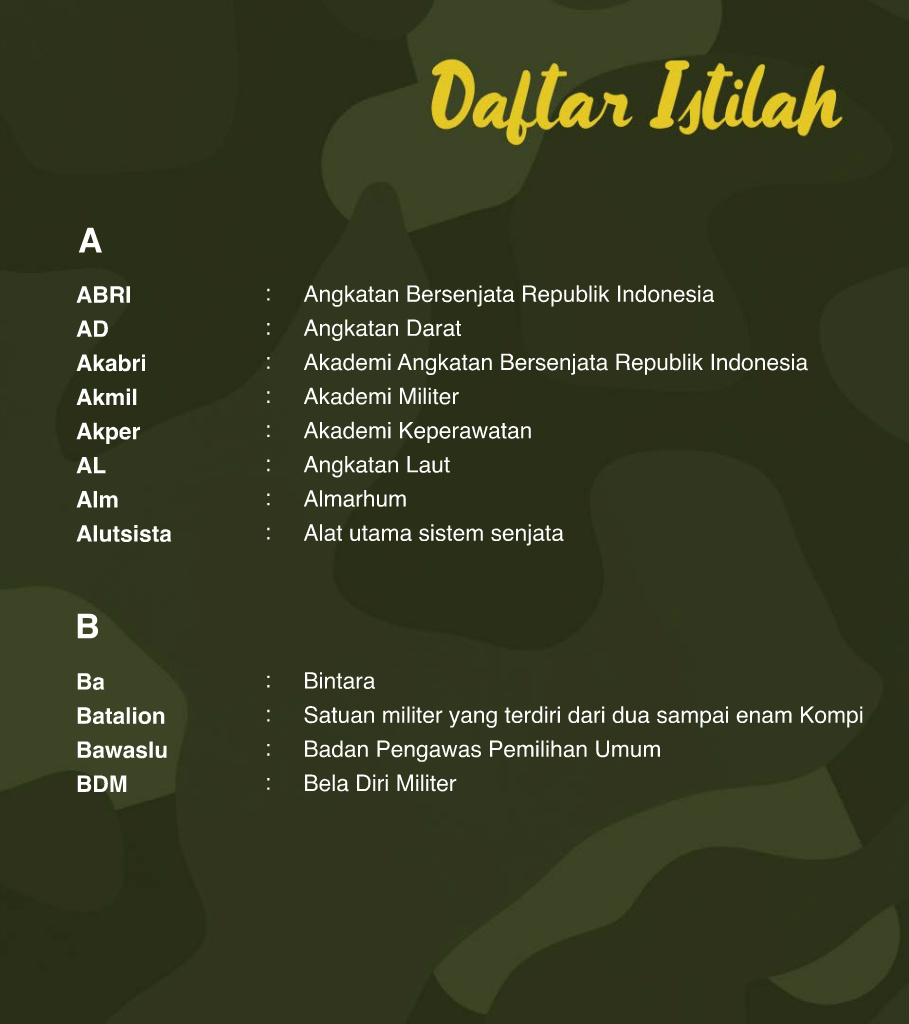 Daftar Istilah
A
ABRI : Angkatan Bersenjata Republik Indonesia
AD : Angkatan Darat
Akabri : Akademi Angkatan Bersenjata Republik Indonesia
Akmil : Akademi Militer
Akper : Akademi Keperawatan
AL : Angkatan Laut
Alm : Almarhum
Alutsista : Alat utama sistem senjata
B
Ba : Bintara
Batalion : Satuan militer yang terdiri dari dua sampai enam Kompi
Bawaslu : Badan Pengawas Pemilihan Umum
BDM : Bela Diri Militer